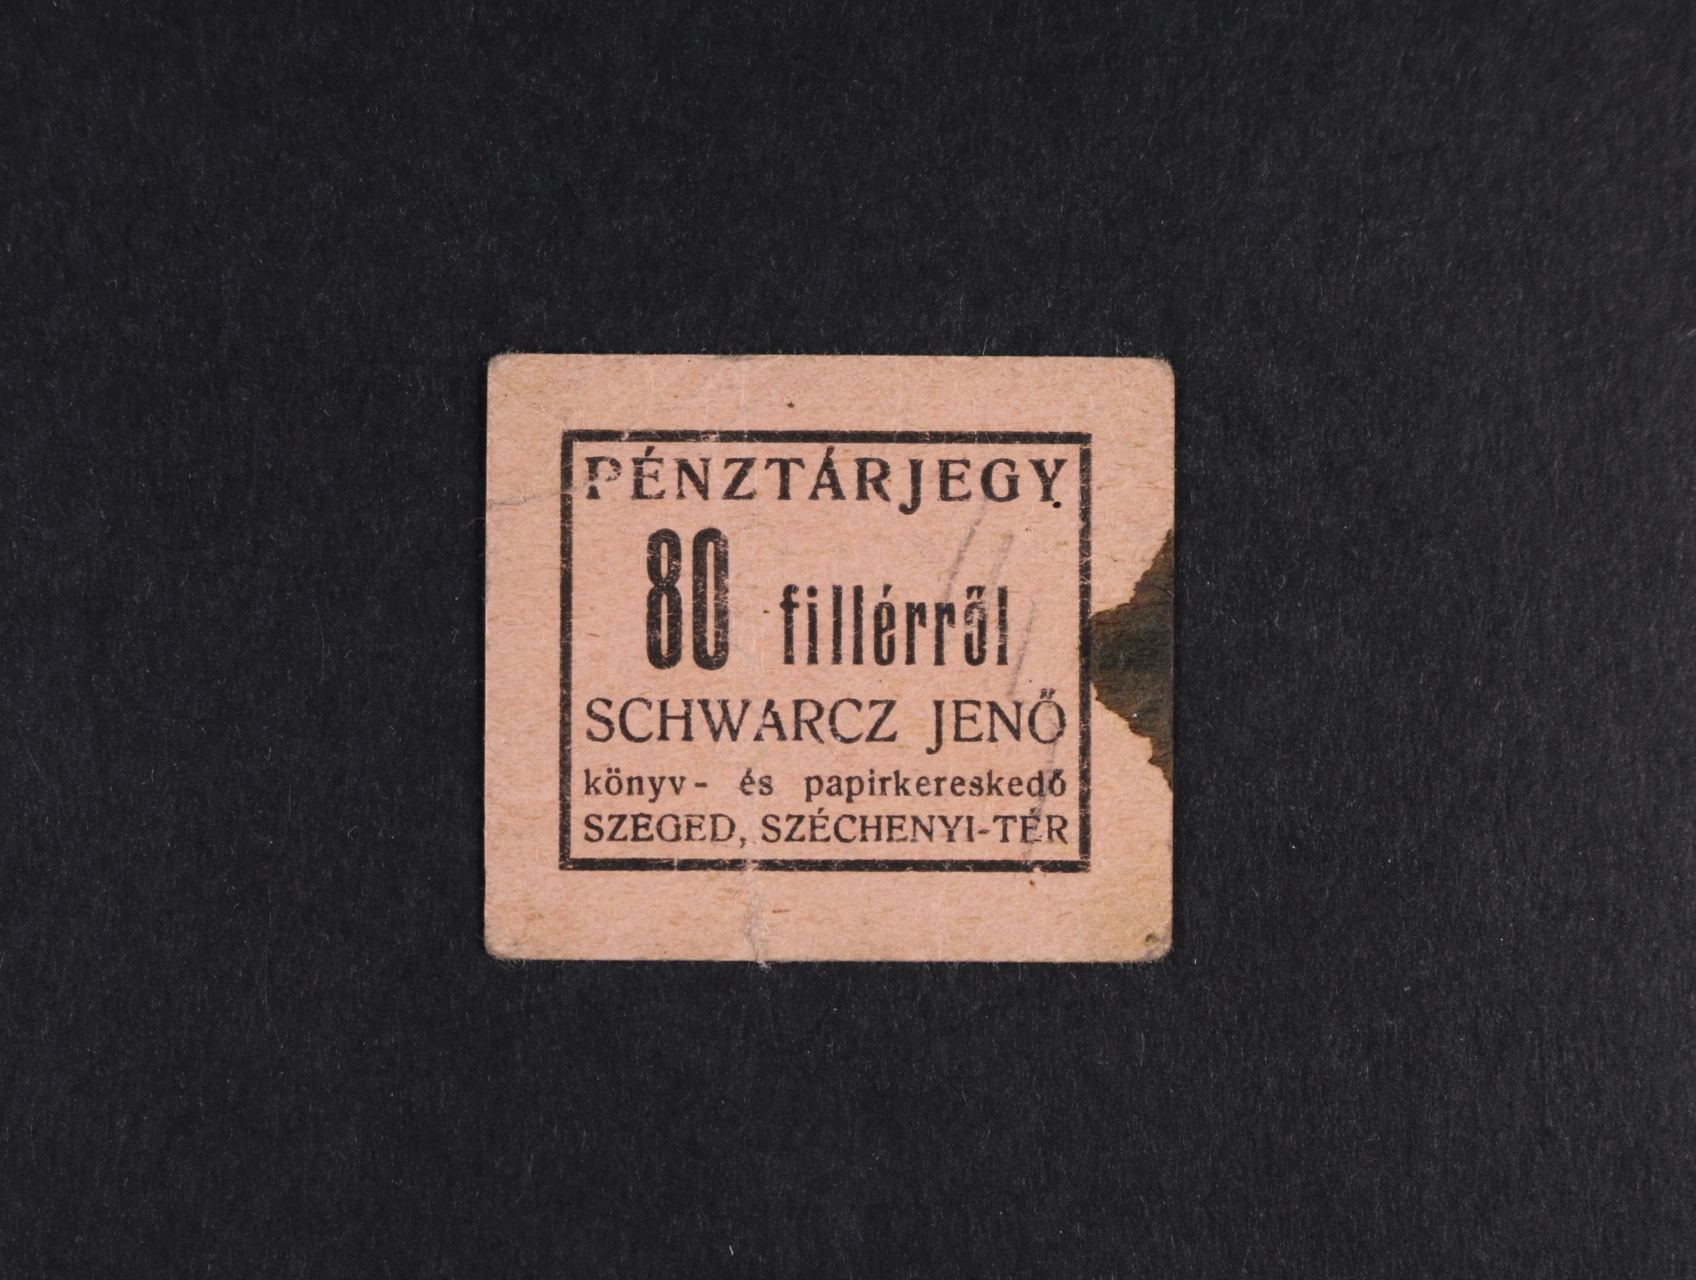 PÉNZTÁRJEGY
80 fillérről
SCHWARCZ JENŐ
könyv- és papirkereskedő
SZEGED, SZÉCHENYI-TÉR